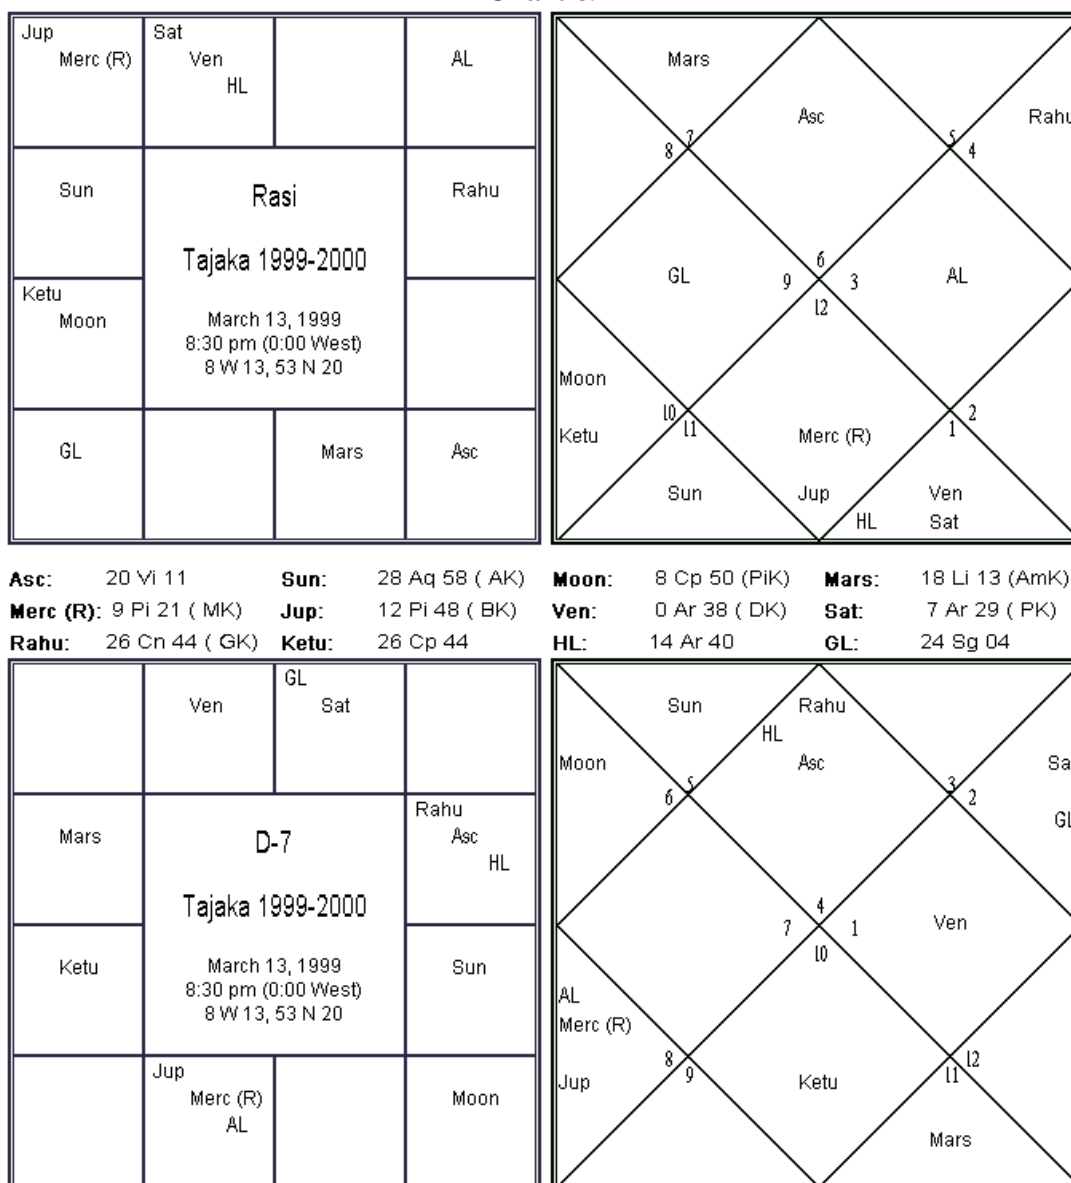 Jup
Merc (R)
Sat
Ven
HL
AL
Sun
Rasi
Tajaka 1999-2000
March 13, 1999
8:30 pm (0:00 West)
8 W 13, 53 N 20
Rahu
Ketu
Moon
GL
Mars
Asc
Mars
Asc
Rahu
7
8
5
4
GL
6
9
3
12
AL
Moon
Ketu
10
11
Merc (R)
2
1
Sun
Jup
HL
Ven
Sat
Asc: 20 Vi 11 Sun: 28 Aq 58 ( AK) Moon: 8 Cp 50 (PiK) Mars: 18 Li 13 (AmK)
Merc (R): 9 Pi 21 ( MK) Jup: 12 Pi 48 ( BK) Ven: 0 Ar 38 ( DK) Sat: 7 Ar 29 ( PK)
Rahu: 26 Cn 44 ( GK) Ketu: 26 Cp 44 HL: 14 Ar 40 GL: 24 Sg 04
Ven
GL
Sat
Mars
D-7
Tajaka 1999-2000
March 13, 1999
8:30 pm (0:00 West)
8 W 13, 53 N 20
Rahu
Asc
HL
Ketu
Sun
Jup
Merc (R)
AL
Moon
Sun
Rahu
HL
Asc
Moon
5
6
3
2
Sa
GL
4
7
1
10
Ven
AL
Merc (R)
Jup
8
9
Ketu
12
11
Mars